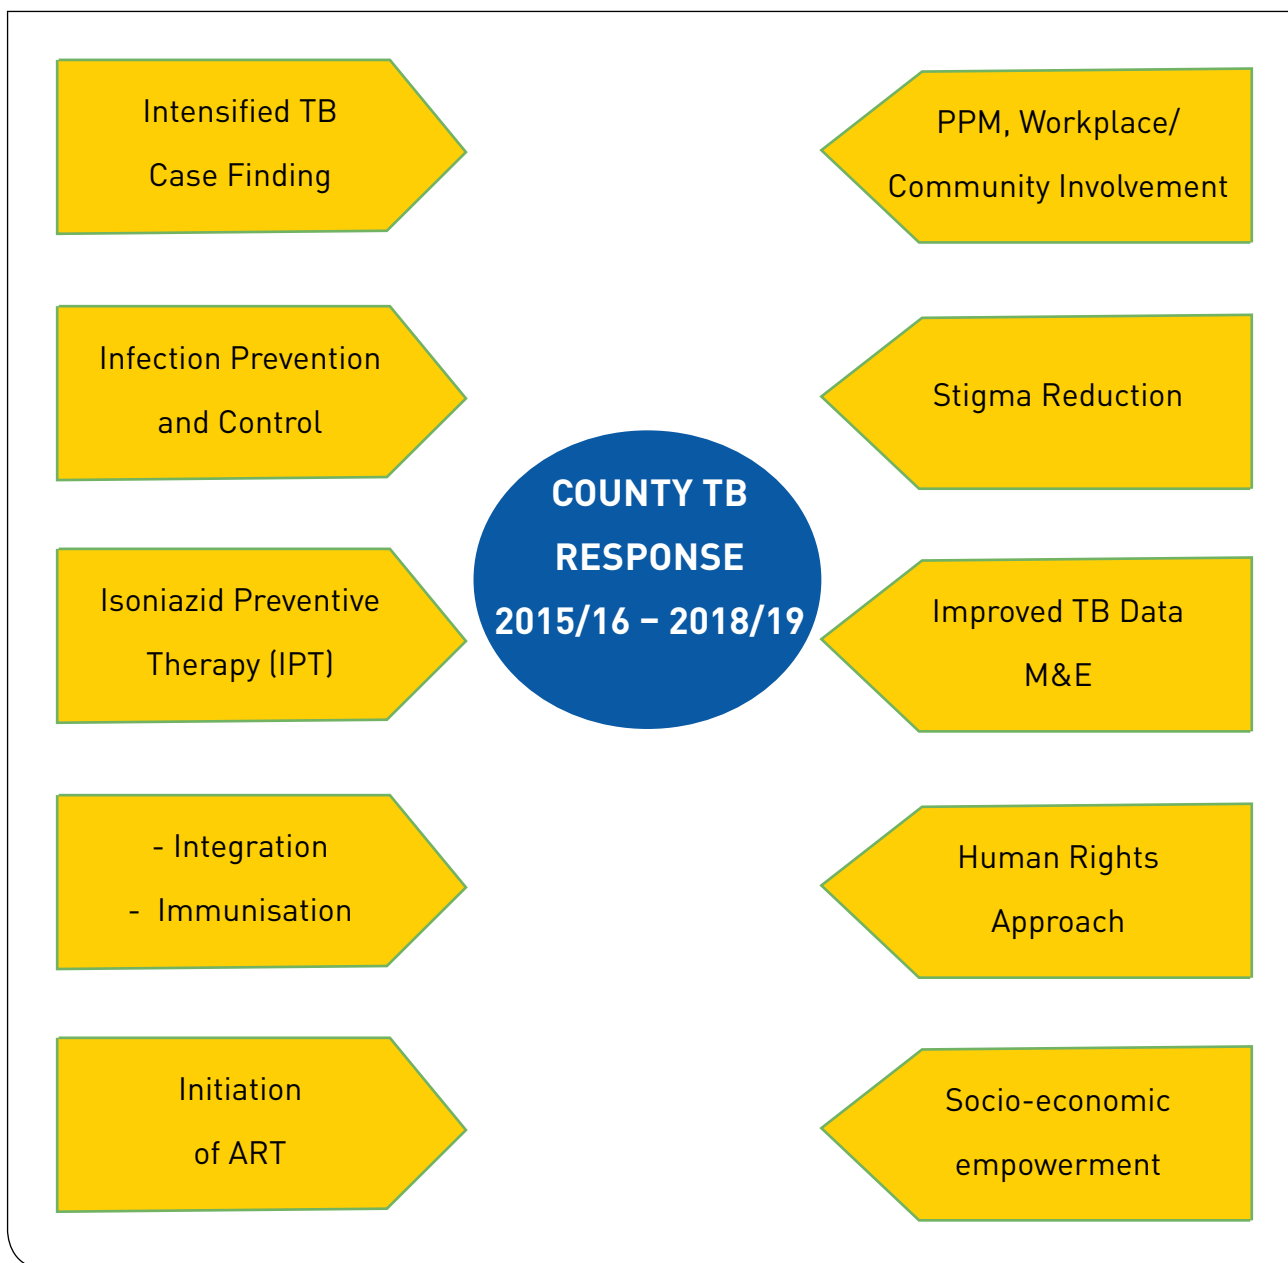 Intensified TB
Case Finding
Infection Prevention
and Control
Isoniazid Preventive
Therapy (IPT)
- Integration
- Immunisation
Initiation
of ART
COUNTY TB
RESPONSE
2015/16 – 2018/19
PPM, Workplace/
Community Involvement
Stigma Reduction
Improved TB Data
M&E
Human Rights
Approach
Socio-economic
empowerment